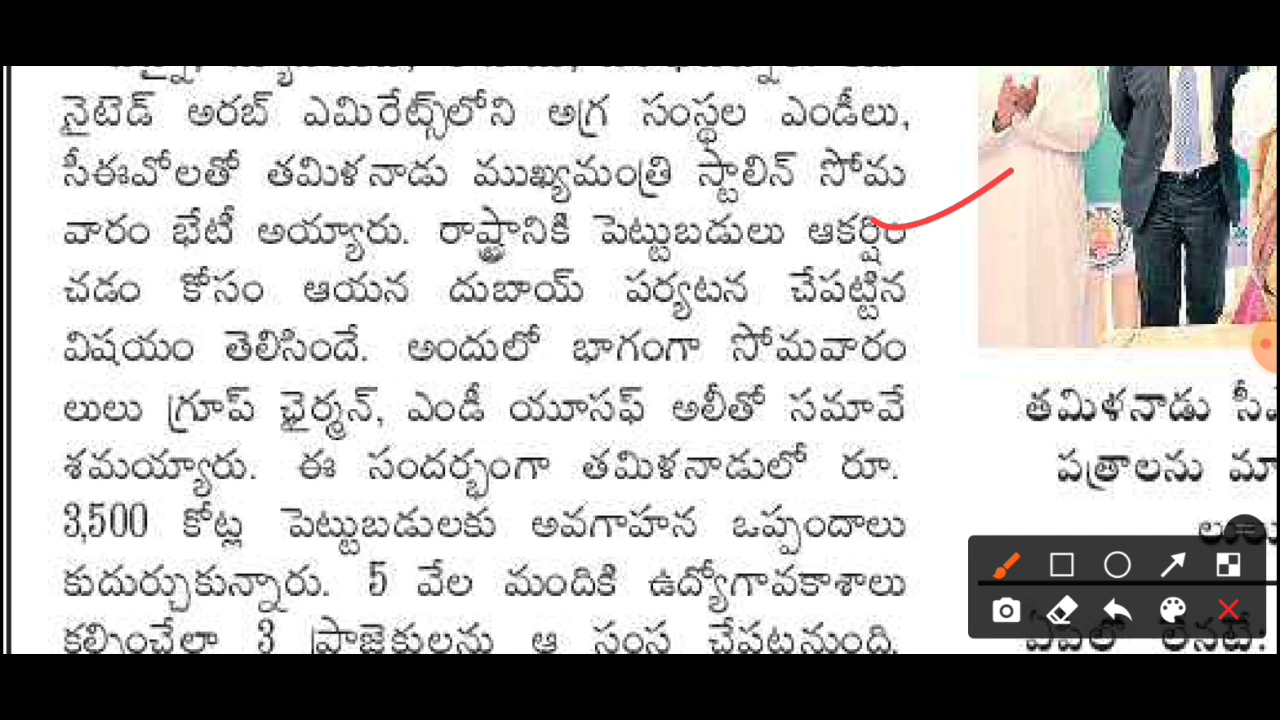 నైటెడ్ అరబ్ ఎమిరేట్స్‌లోని అగ్ర సంస్థల ఎండీలు,
సీఈవోలతో తమిళనాడు ముఖ్యమంత్రి స్టాలిన్ సోమ
వారం భేటీ అయ్యారు. రాష్ట్రానికి పెట్టుబడులు ఆకర్షిం
చడం కోసం ఆయన దుబాయ్ పర్యటన చేపట్టిన
విషయం తెలిసిందే. అందులో భాగంగా సోమవారం
లులు గ్రూప్ ఛైర్మన్, ఎండీ యూసఫ్ అలీతో సమావే
శమయ్యారు. ఈ సందర్భంగా తమిళనాడులో రూ.
3,500 కోట్ల పెట్టుబడులకు అవగాహన ఒప్పందాలు
కుదుర్చుకున్నారు. 5 వేల మందికి ఉద్యోగావకాశాలు
కల్పించేలా 3 ప్రాజెక్టులను ఆ సంస్థ చేపట్టనుంది.
తమిళనాడు
పత్రాలను